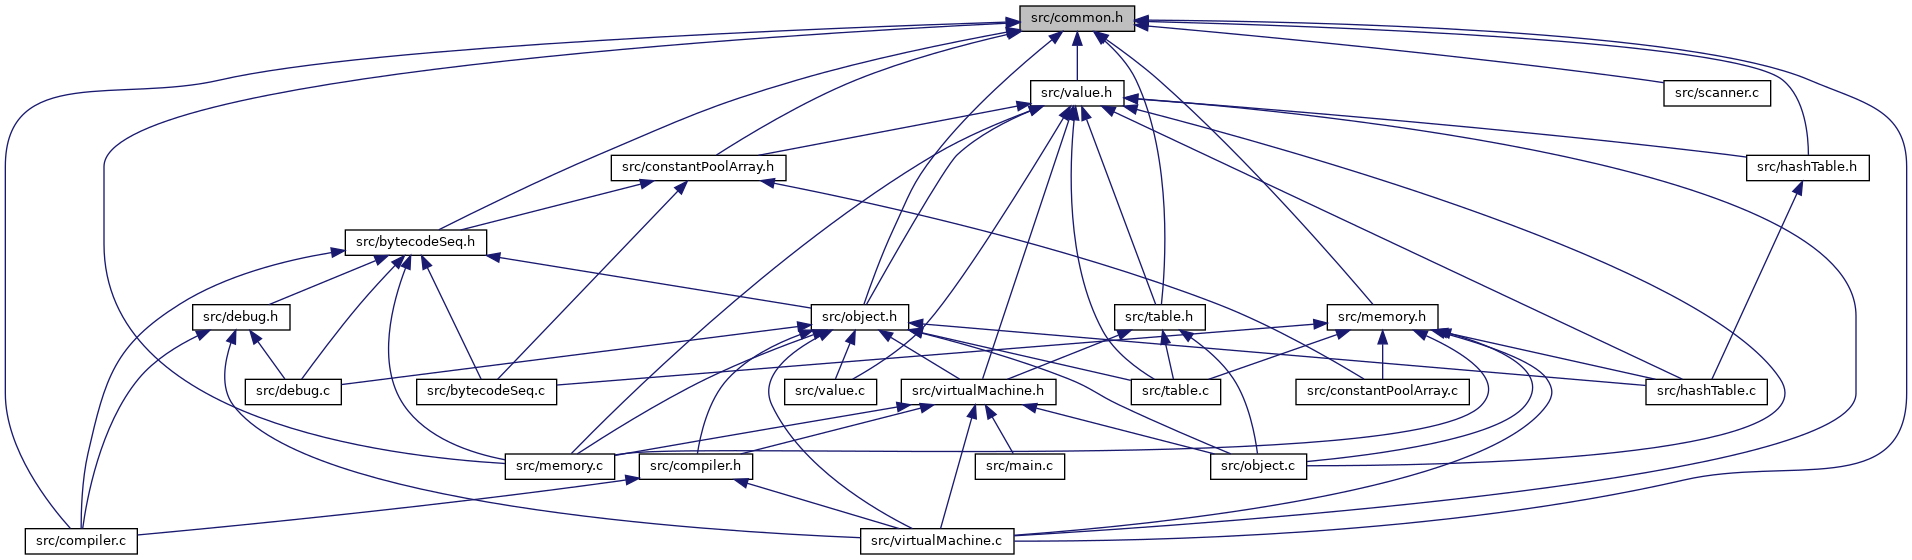 src/common.h
src/value.h
src/scanner.c
src/constantPoolArray.h
src/hashTable.h
src/bytecodeSeq.h
src/debug.h
src/object.h
src/table.h
src/memory.h
src/debug.c
src/bytecodeSeq.c
src/value.c
src/virtualMachine.h
src/table.c
src/constantPoolArray.c
src/hashTable.c
src/memory.c
src/compiler.h
src/main.c
src/object.c
src/compiler.c
src/virtualMachine.c